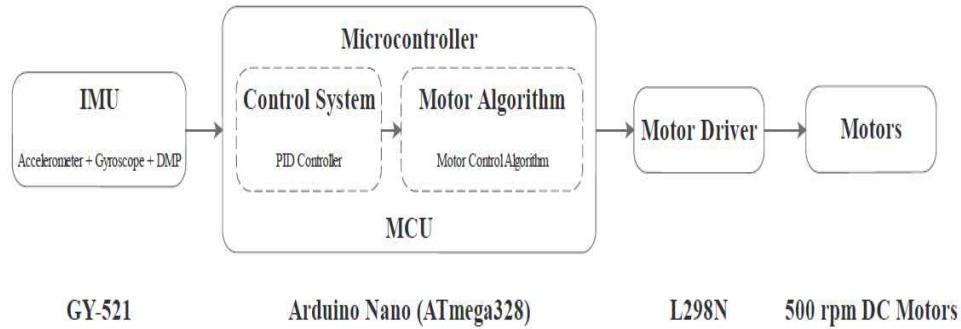 Microcontroller
IMU
Accelerometer + Gyroscope + DMP
Control System
PID Controller
Motor Algorithm
Motor Control Algorithm
MCU
Motor Driver
Motors
GY-521
Arduino Nano (ATmega328)
L298N
500 rpm DC Motors